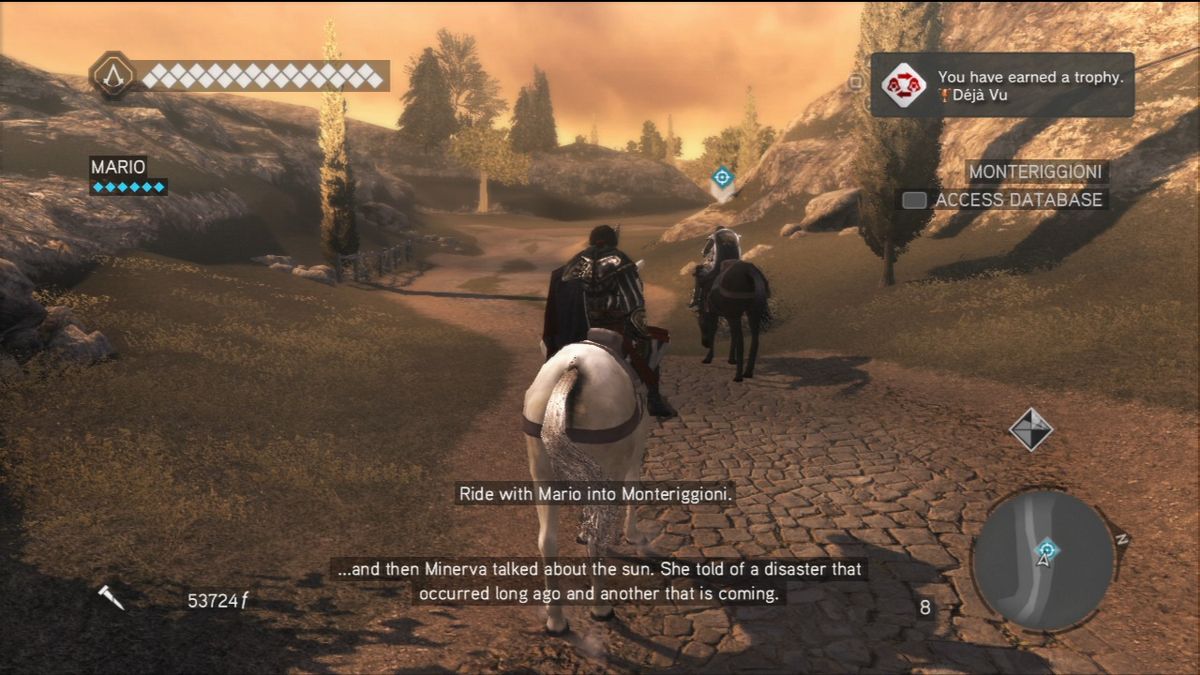 You have earned a trophy.
Déjà Vu
MARIO
MONTERIGGIONI
ACCESS DATABASE
Ride with Mario into Monteriggioni.
...and then Minerva talked about the sun. She told of a disaster that
occurred long ago and another that is coming.
53724ƒ
8
N